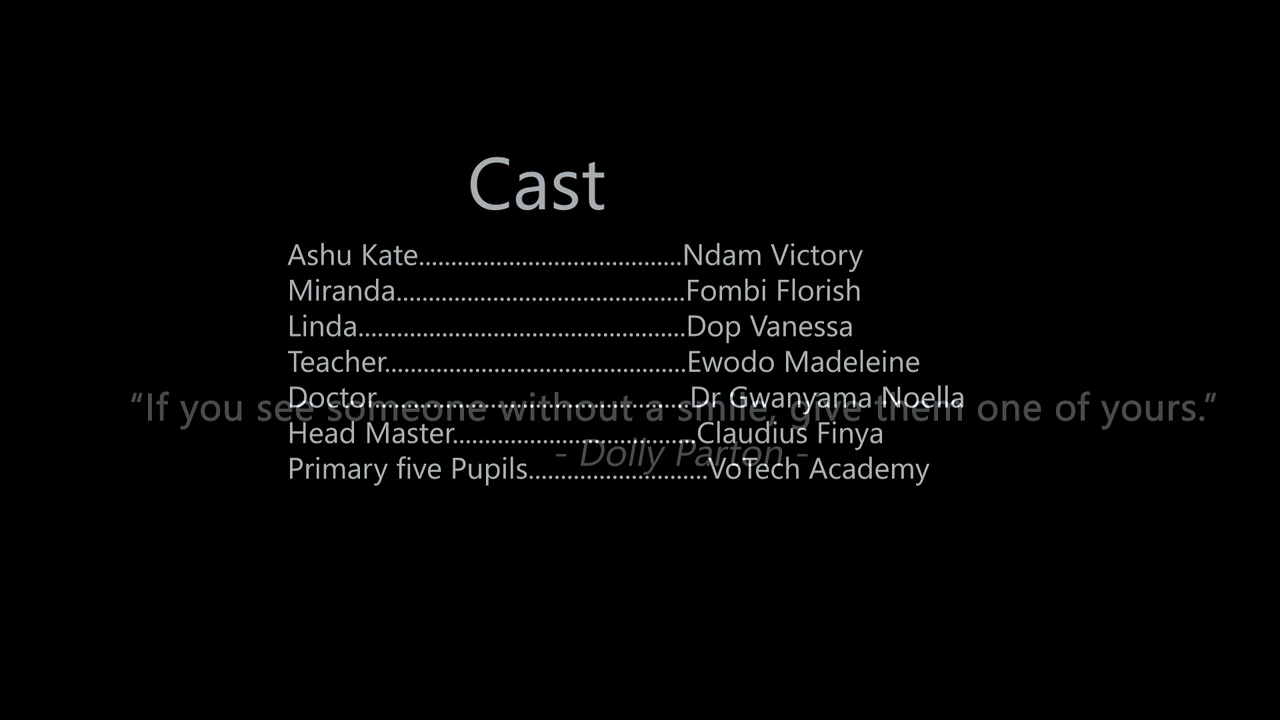 Cast
Ashu Kate.........................................Ndam Victory
Miranda.............................................Fombi Florish
Linda...................................................Dop Vanessa
Teacher...............................................Ewodo Madeleine
Doctor.................................................Dr Gwanyama Noella
“If you see someone without a smile, give them one of yours.”
Head Master......................................Claudius Finya
- Dolly Parton -
Primary five Pupils............................VoTech Academy